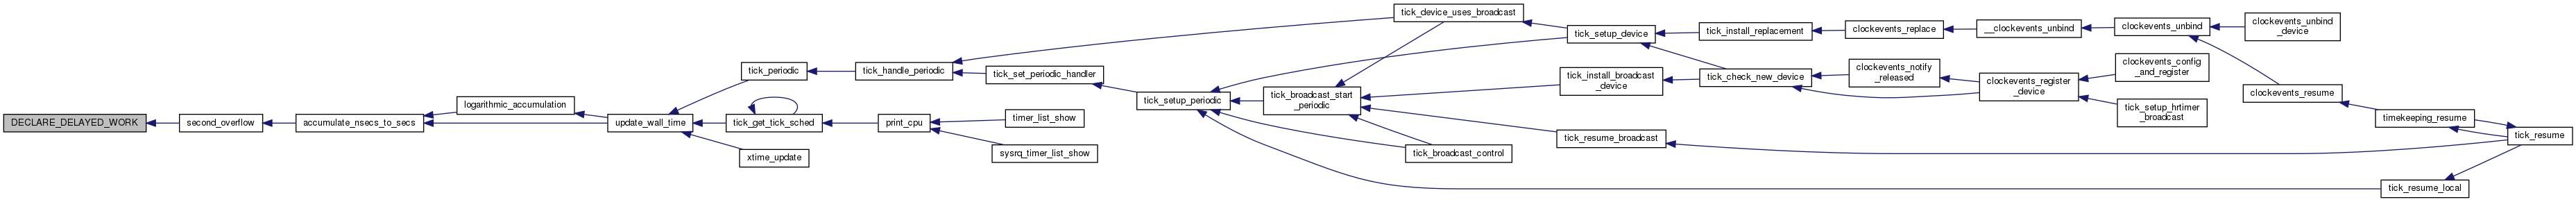 DECLARE_DELAYED_WORK
second_overflow
accumulate_nsecs_to_secs
logarithmic_accumulation
update_wall_time
tick_periodic
tick_get_tick_sched
xtime_update
tick_handle_periodic
print_cpu
tick_set_periodic_handler
timer_list_show
sysrq_timer_list_show
tick_setup_periodic
tick_broadcast_start
_periodic
tick_device_uses_broadcast
tick_broadcast_control
tick_setup_device
tick_install_broadcast
_device
tick_resume_broadcast
tick_install_replacement
tick_check_new_device
clockevents_replace
clockevents_notify
_released
__clockevents_unbind
clockevents_register
_device
clockevents_unbind
clockevents_config
_and_register
tick_setup_hrtimer
_broadcast
clockevents_unbind
_device
clockevents_resume
timekeeping_resume
tick_resume
tick_resume_local